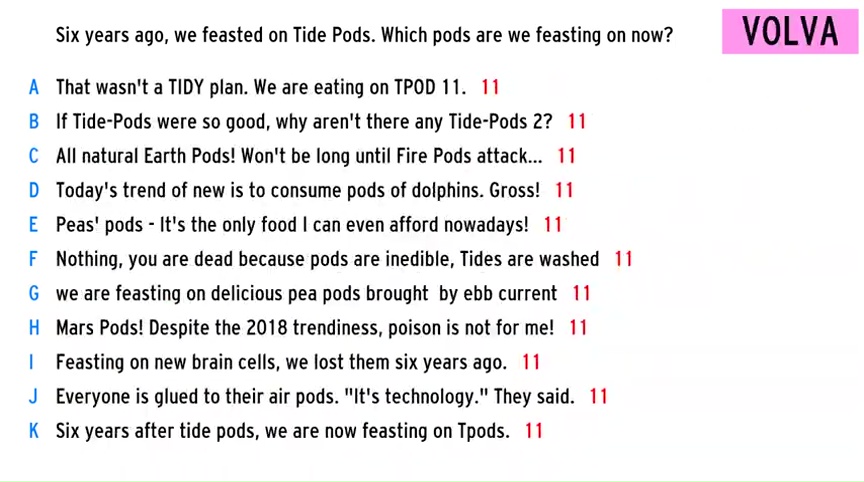 Six years ago, we feasted on Tide Pods. Which pods are we feasting on now?
VOLVA
A That wasn't a TIDY plan. We are eating on TPOD 11. 11
B If Tide-Pods were so good, why aren't there any Tide-Pods 2? 11
C All natural Earth Pods! Won't be long until Fire Pods attack... 11
D Today's trend of new is to consume pods of dolphins. Gross! 11
E Peas' pods - It's the only food I can even afford nowadays! 11
F Nothing, you are dead because pods are inedible, Tides are washed 11
G we are feasting on delicious pea pods brought by ebb current 11
H Mars Pods! Despite the 2018 trendiness, poison is not for me! 11
I Feasting on new brain cells, we lost them six years ago. 11
J Everyone is glued to their air pods. "It's technology." They said. 11
K Six years after tide pods, we are now feasting on Tpods. 11